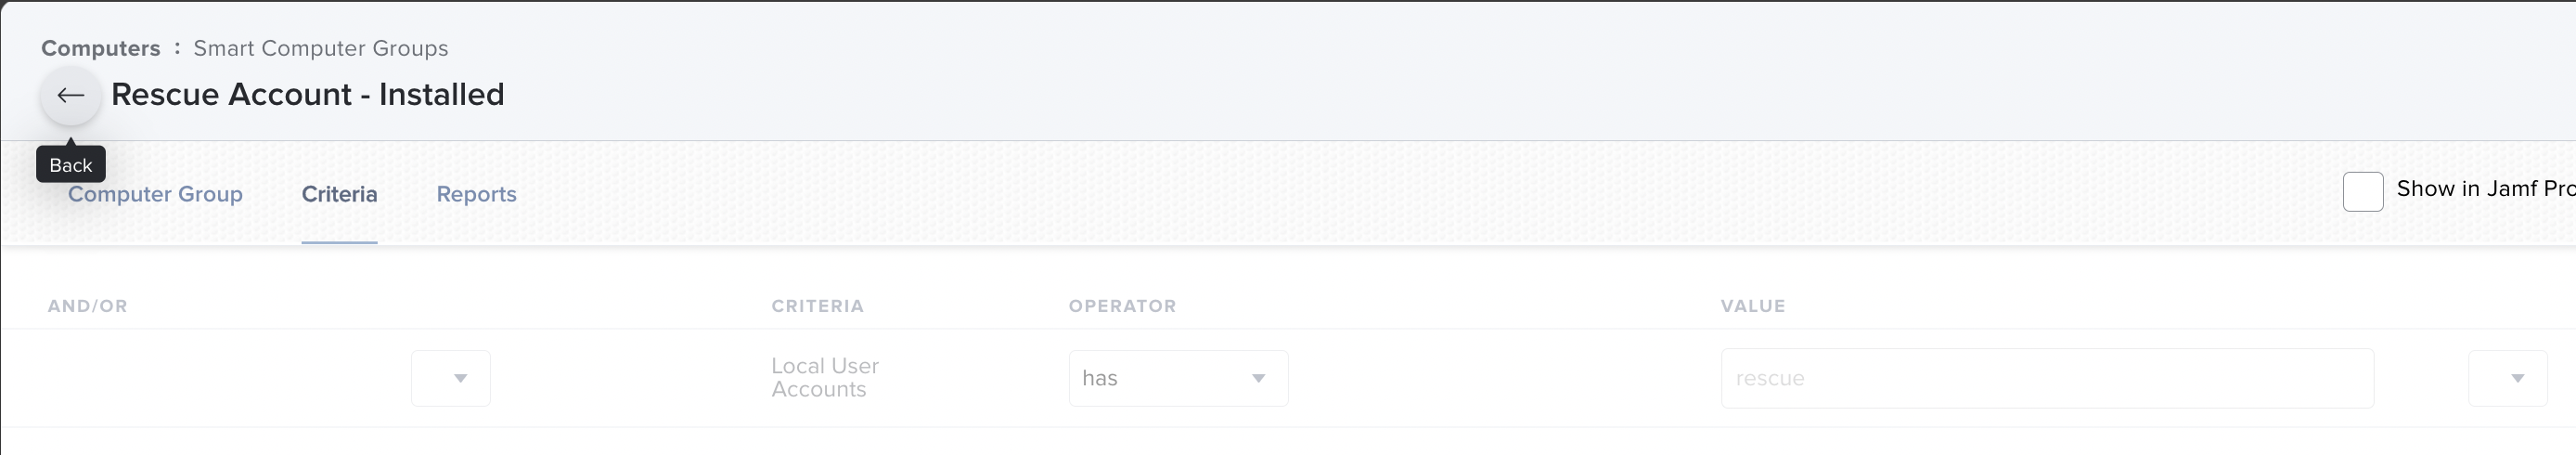 Computers : Smart Computer Groups
← Rescue Account - Installed
Back
Computer Group Criteria Reports
Show in Jamf Pro
AND/OR CRITERIA OPERATOR VALUE
Local User
Accounts
has
rescue